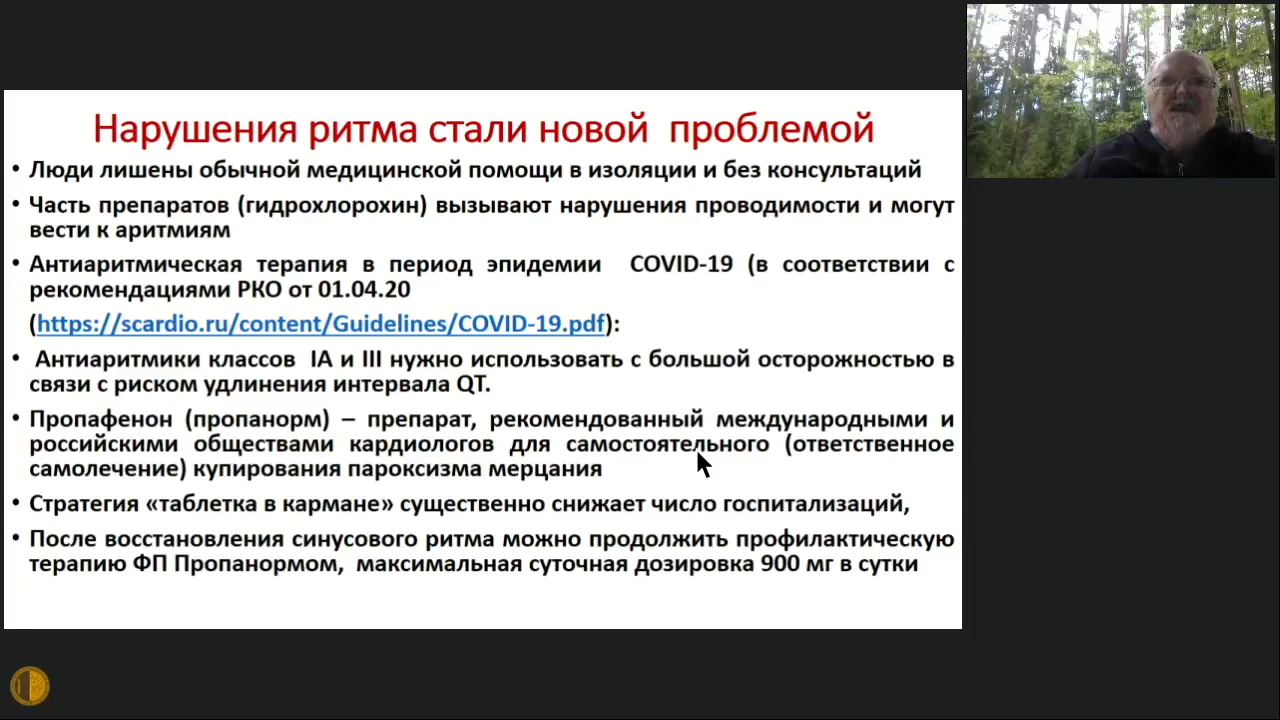 Нарушения ритма стали новой проблемой
• Люди лишены обычной медицинской помощи в изоляции и без консультаций
• Часть препаратов (гидрохлорохин) вызывают нарушения проводимости и могут
вести к аритмиям
• Антиаритмическая терапия в период эпидемии COVID-19 (в соответствии с
рекомендациями РКО от 01.04.20
(https://scardio.ru/content/Guidelines/COVID-19.pdf):
• Антиаритмики классов IA и III нужно использовать с большой осторожностью в
связи с риском удлинения интервала QT.
• Пропафенон (пропанорм) – препарат, рекомендованный международными и
российскими обществами кардиологов для самостоятельного (ответственное
самолечение) купирования пароксизма мерцания
• Стратегия «таблетка в кармане» существенно снижает число госпитализаций,
• После восстановления синусового ритма можно продолжить профилактическую
терапию ФП Пропанормом, максимальная суточная дозировка 900 мг в сутки